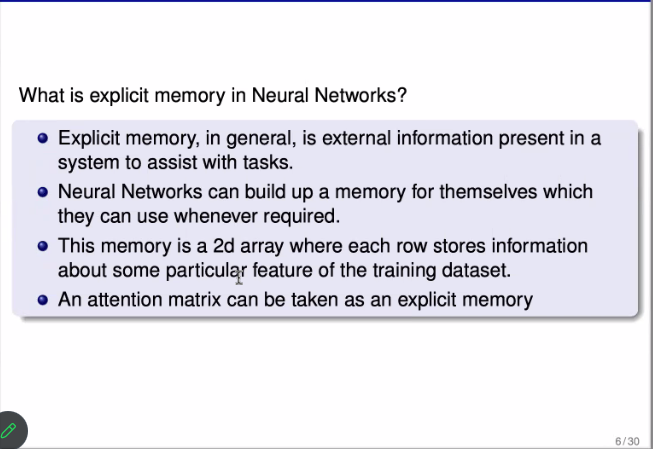 What is explicit memory in Neural Networks?
Explicit memory, in general, is external information present in a
system to assist with tasks.
Neural Networks can build up a memory for themselves which
they can use whenever required.
This memory is a 2d array where each row stores information
about some particular feature of the training dataset.
An attention matrix can be taken as an explicit memory
6/30